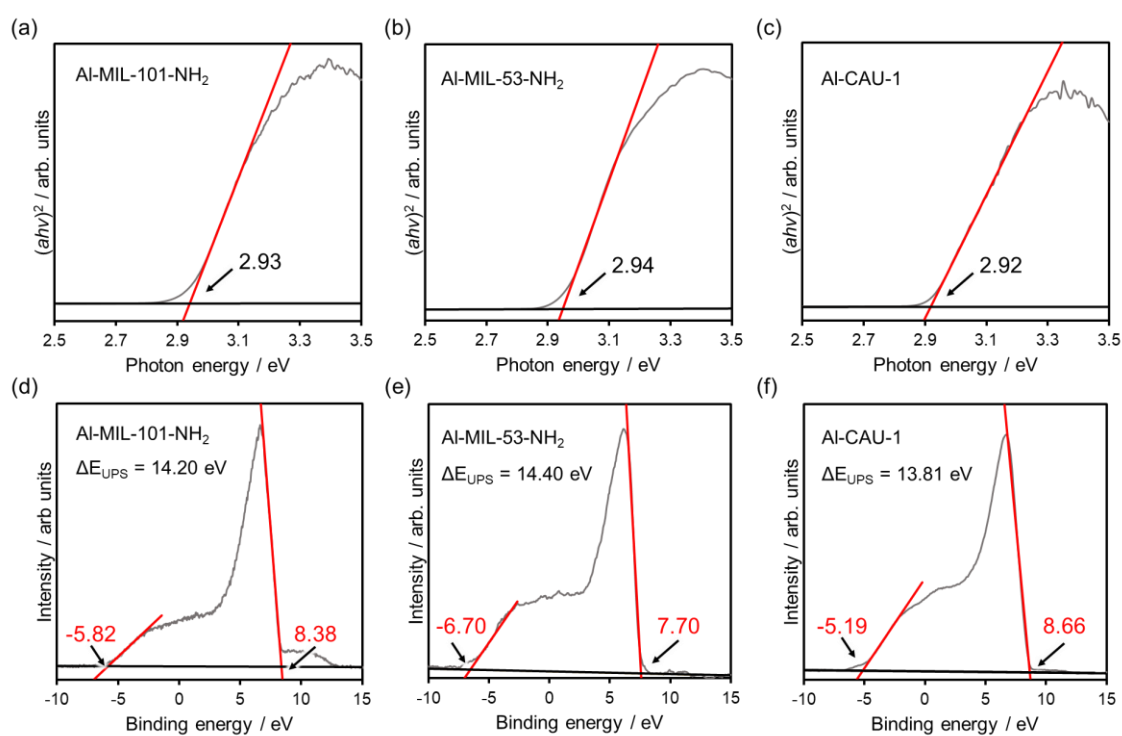 (a)
Al-MIL-101-NH₂
2.93
(ahv)² / arb. units
2.5 2.7 2.9 3.1 3.3 3.5
Photon energy / eV
(b)
Al-MIL-53-NH₂
2.94
(ahv)² / arb. units
2.5 2.7 2.9 3.1 3.3 3.5
Photon energy / eV
(c)
Al-CAU-1
2.92
(ahv)² / arb. units
2.5 2.7 2.9 3.1 3.3 3.5
Photon energy / eV
(d)
Al-MIL-101-NH₂
ΔE_UPS = 14.20 eV
-5.82
8.38
Intensity / arb units
-10 -5 0 5 10 15
Binding energy / eV
(e)
Al-MIL-53-NH₂
ΔE_UPS = 14.40 eV
-6.70
7.70
Intensity / arb. units
-10 -5 0 5 10 15
Binding energy / eV
(f)
Al-CAU-1
ΔE_UPS = 13.81 eV
-5.19
8.66
Intensity / arb. units
-10 -5 0 5 10 15
Binding energy / eV